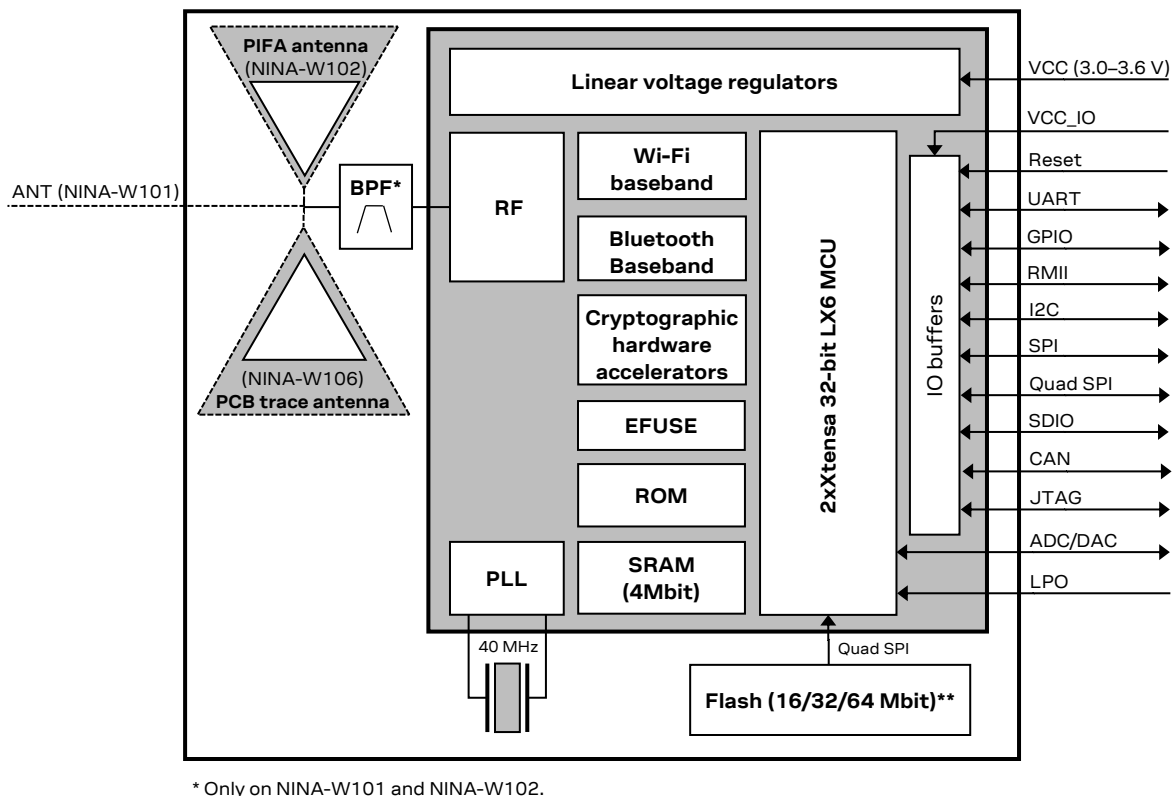 PIFA antenna
(NINA-W102)
ANT (NINA-W101)
BPF*
(NINA-W106)
PCB trace antenna
Linear voltage regulators
RF
Wi-Fi
baseband
Bluetooth
Baseband
Cryptographic
hardware
accelerators
EFUSE
ROM
PLL
SRAM
(4Mbit)
2xXtensa 32-bit LX6 MCU
IO buffers
VCC (3.0–3.6 V)
VCC_IO
Reset
UART
GPIO
RMII
I2C
SPI
Quad SPI
SDIO
CAN
JTAG
ADC/DAC
LPO
40 MHz
Quad SPI
Flash (16/32/64 Mbit)**
* Only on NINA-W101 and NINA-W102.